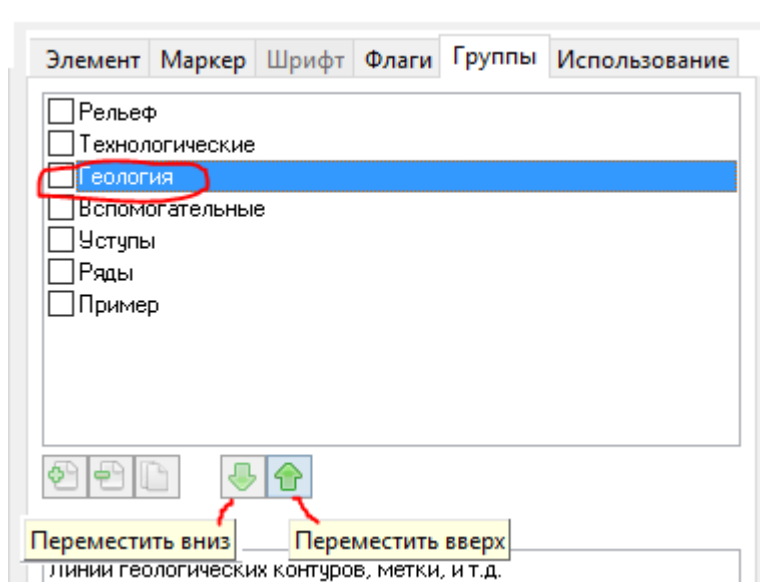 Элемент Маркер Шрифт Флаги Группы Использование
Рельеф
Технологические
Геология
Вспомогательные
Уступы
Ряды
Пример
Переместить вниз Переместить вверх
Линии геологических контуров, метки, и т.д.